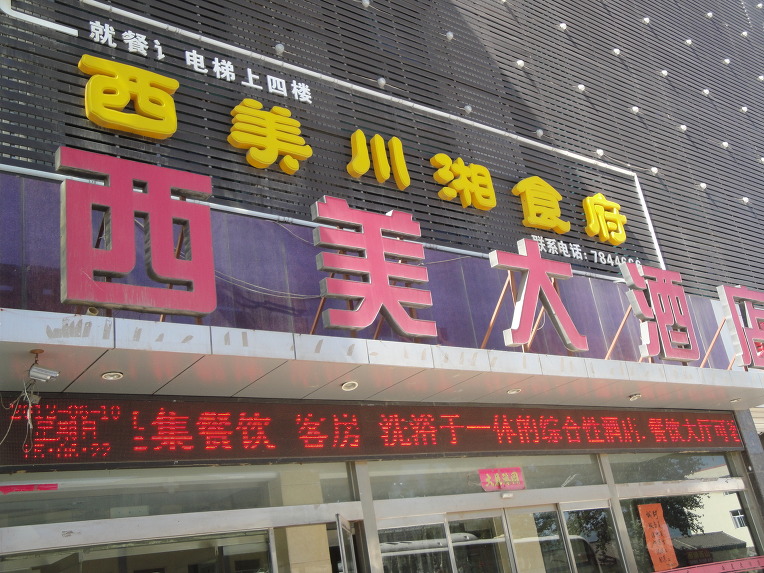 就餐 电梯上四楼
西美川湘食府
联系电话:7844666
西美大酒店
集餐饮 客房 洗浴于一体的综合性酒店,餐饮大厅可